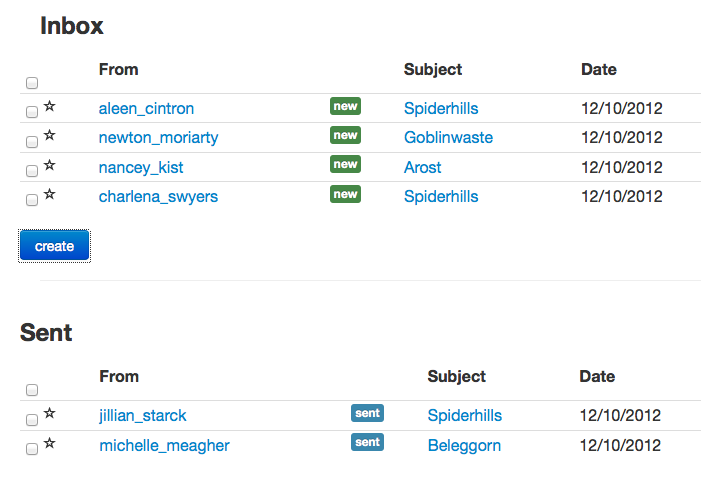 Inbox
From Subject Date
aleen_cintron new Spiderhills 12/10/2012
newton_moriarty new Goblinwaste 12/10/2012
nancey_kist new Arost 12/10/2012
charlena_swyers new Spiderhills 12/10/2012
create
Sent
From Subject Date
jillian_starck sent Spiderhills 12/10/2012
michelle_meagher sent Beleggorn 12/10/2012